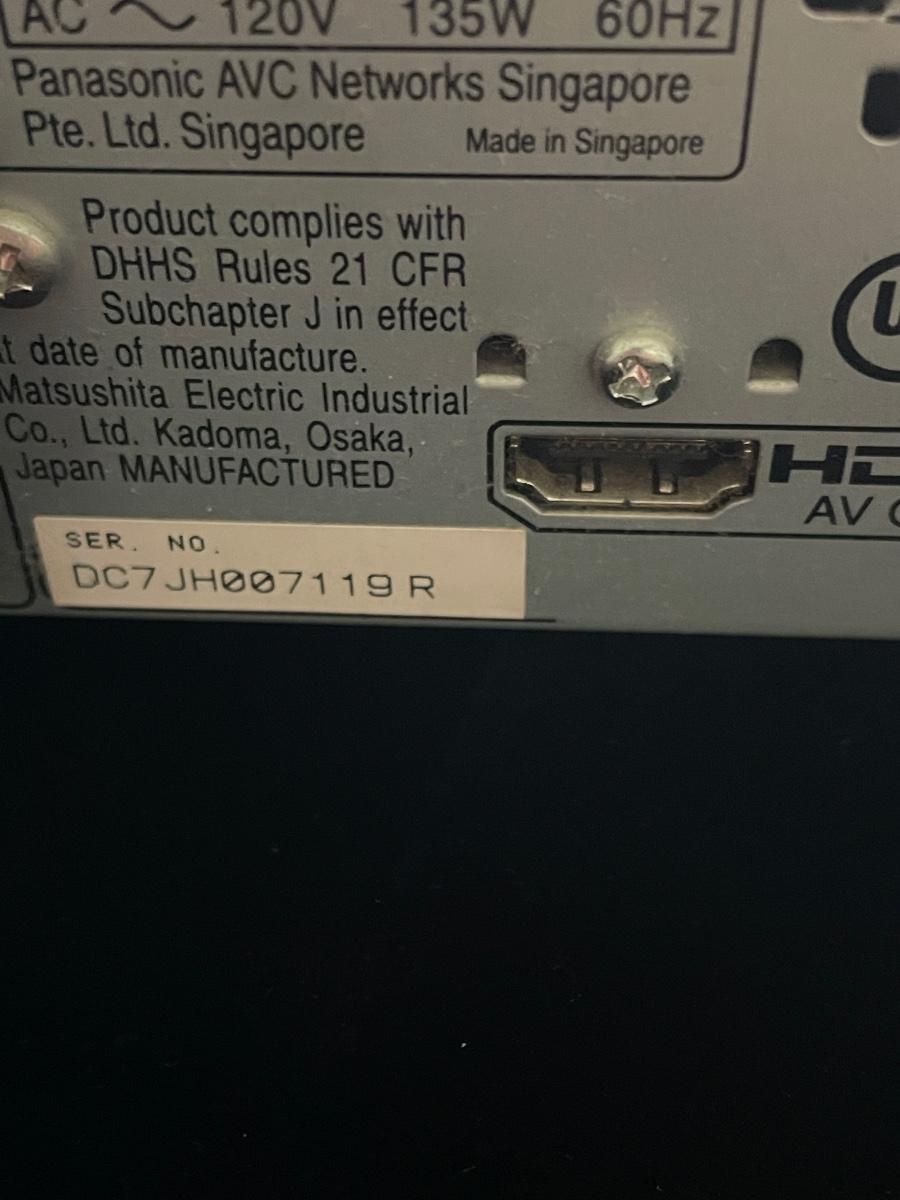 AC ~ 120V 135W 60Hz
Panasonic AVC Networks Singapore
Pte. Ltd. Singapore Made in Singapore
Product complies with
DHHS Rules 21 CFR
Subchapter J in effect
t date of manufacture.
Matsushita Electric Industrial
Co., Ltd. Kadoma, Osaka,
Japan MANUFACTURED
HD
AV
SER. NO.
DC7JH007119R